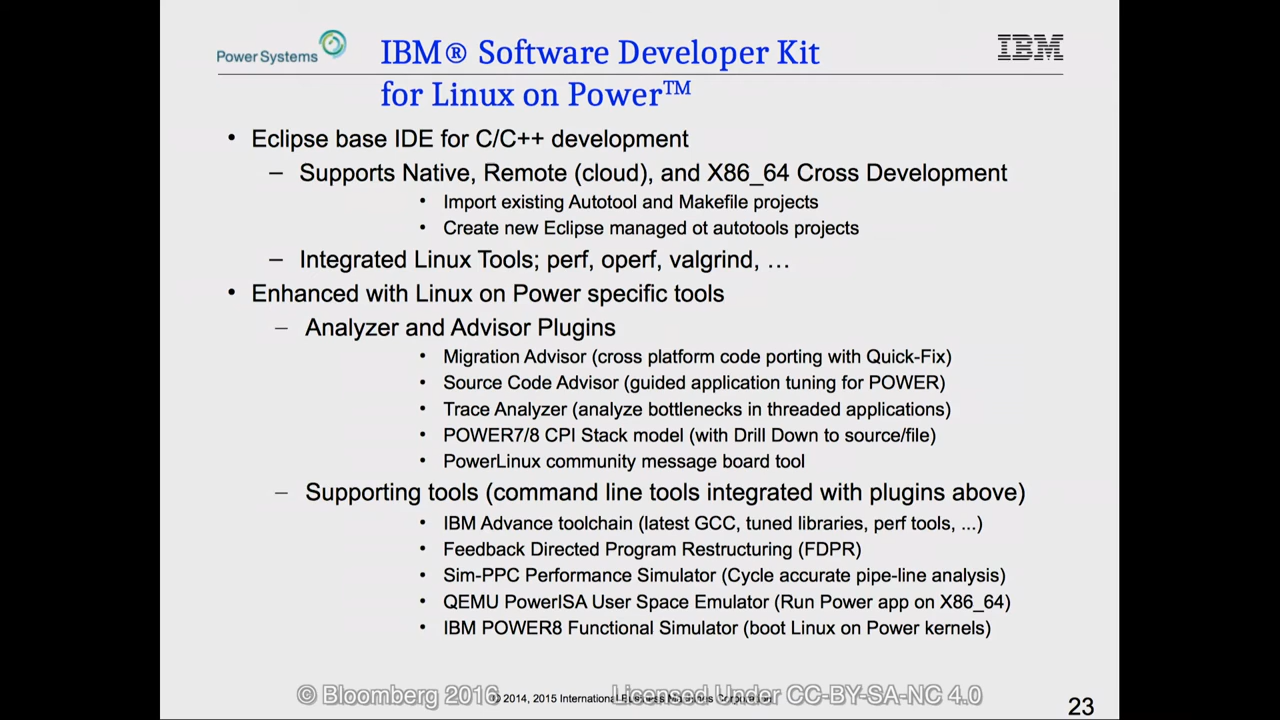 Power Systems
IBM® Software Developer Kit
for Linux on Power™
IBM
• Eclipse base IDE for C/C++ development
– Supports Native, Remote (cloud), and X86_64 Cross Development
• Import existing Autotool and Makefile projects
• Create new Eclipse managed ot autotools projects
– Integrated Linux Tools; perf, operf, valgrind, …
• Enhanced with Linux on Power specific tools
– Analyzer and Advisor Plugins
• Migration Advisor (cross platform code porting with Quick-Fix)
• Source Code Advisor (guided application tuning for POWER)
• Trace Analyzer (analyze bottlenecks in threaded applications)
• POWER7/8 CPI Stack model (with Drill Down to source/file)
• PowerLinux community message board tool
– Supporting tools (command line tools integrated with plugins above)
• IBM Advance toolchain (latest GCC, tuned libraries, perf tools, ...)
• Feedback Directed Program Restructuring (FDPR)
• Sim-PPC Performance Simulator (Cycle accurate pipe-line analysis)
• QEMU PowerISA User Space Emulator (Run Power app on X86_64)
• IBM POWER8 Functional Simulator (boot Linux on Power kernels)
© Bloomberg 2016
© 2014, 2015 International
Licensed Under CC-BY-SA-NC 4.0
23